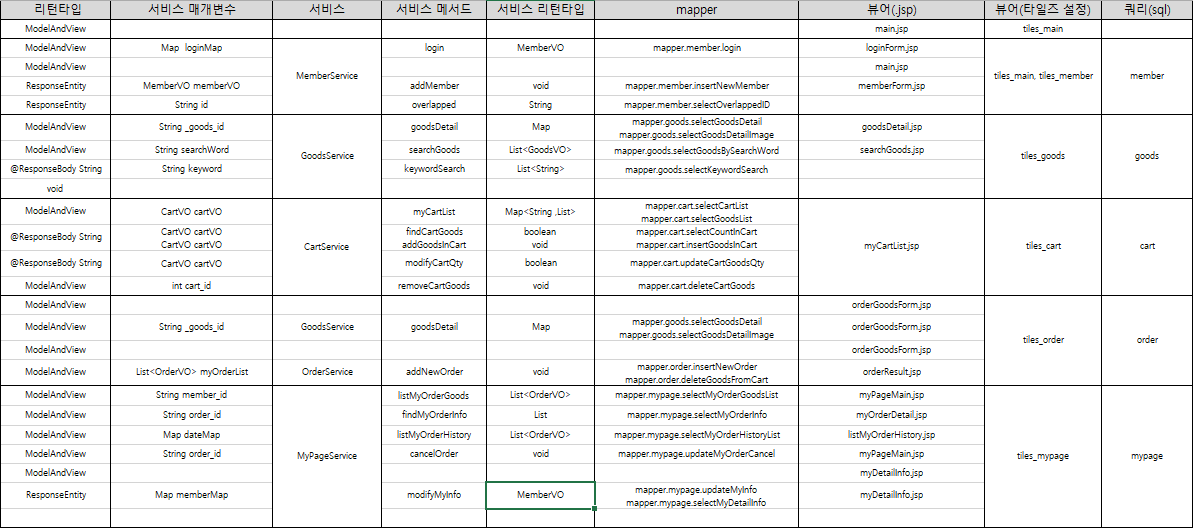 리턴타입 서비스 매개변수 서비스 서비스 메서드 서비스 리턴타입 mapper 뷰어(.jsp) 뷰어(타일즈 설정) 쿼리(sql)
ModelAndView main.jsp tiles_main
ModelAndView Map loginMap login MemberVO mapper.member.login loginForm.jsp
ModelAndView main.jsp
MemberService tiles_main, tiles_member member
ResponseEntity MemberVO memberVO addMember void mapper.member.insertNewMember memberForm.jsp
ResponseEntity String id overlapped String mapper.member.selectOverlappedID
ModelAndView String _goods_id goodsDetail Map mapper.goods.selectGoodsDetail goodsDetail.jsp
mapper.goods.selectGoodsDetailImage
ModelAndView String searchWord searchGoods List<GoodsVO> mapper.goods.selectGoodsBySearchWord searchGoods.jsp
GoodsService tiles_goods goods
@ResponseBody String String keyword keywordSearch List<String> mapper.goods.selectKeywordSearch
void
ModelAndView CartVO cartVO myCartList Map<String ,List> mapper.cart.selectCartList
mapper.cart.selectGoodsList
@ResponseBody String CartVO cartVO findCartGoods boolean mapper.cart.selectCountInCart
CartVO cartVO addGoodsInCart void mapper.cart.insertGoodsInCart
CartService myCartList.jsp tiles_cart cart
@ResponseBody String CartVO cartVO modifyCartQty boolean mapper.cart.updateCartGoodsQty
ModelAndView int cart_id removeCartGoods void mapper.cart.deleteCartGoods
ModelAndView orderGoodsForm.jsp
ModelAndView String _goods_id GoodsService goodsDetail Map mapper.goods.selectGoodsDetail orderGoodsForm.jsp
mapper.goods.selectGoodsDetailImage
tiles_order order
ModelAndView orderGoodsForm.jsp
ModelAndView List<OrderVO> myOrderList OrderService addNewOrder void mapper.order.insertNewOrder orderResult.jsp
mapper.order.deleteGoodsFromCart
ModelAndView String member_id listMyOrderGoods List<OrderVO> mapper.mypage.selectMyOrderGoodsList myPageMain.jsp
ModelAndView String order_id findMyOrderInfo List mapper.mypage.selectMyOrderInfo myOrderDetail.jsp
ModelAndView Map dateMap listMyOrderHistory List<OrderVO> mapper.mypage.selectMyOrderHistoryList listMyOrderHistory.jsp
ModelAndView String order_id MyPageService cancelOrder void mapper.mypage.updateMyOrderCancel myPageMain.jsp tiles_mypage mypage
ModelAndView myDetailInfo.jsp
ResponseEntity Map memberMap modifyMyInfo MemberVO mapper.mypage.updateMyInfo myDetailInfo.jsp
mapper.mypage.selectMyDetailInfo